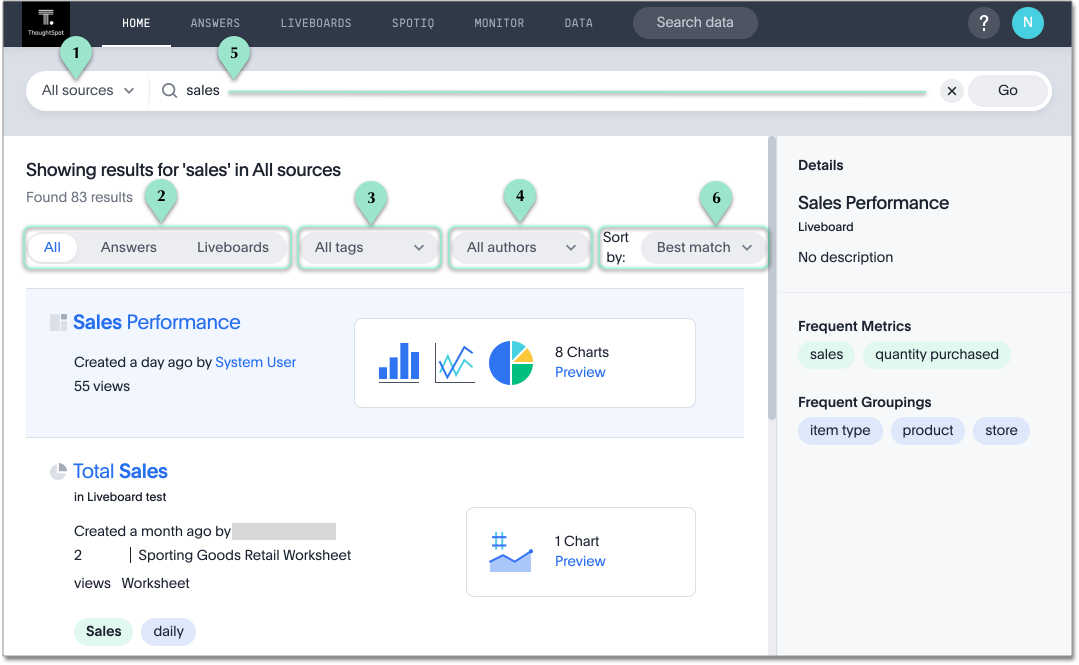 T.
ThoughtSpot
HOME
ANSWERS
LIVEBOARDS
SPOTIQ
MONITOR
DATA
Search data
?
N
1
5
All sources
sales
Go
Showing results for 'sales' in All sources
Found 83 results
2
3
4
6
All
Answers
Liveboards
All tags
All authors
Sort
by:
Best match
Sales Performance
Created a day ago by System User
55 views
8 Charts
Preview
Total Sales
in Liveboard test
Created a month ago by
2 | Sporting Goods Retail Worksheet
views Worksheet
1 Chart
Preview
Sales
daily
Details
Sales Performance
Liveboard
No description
Frequent Metrics
sales
quantity purchased
Frequent Groupings
item type
product
store